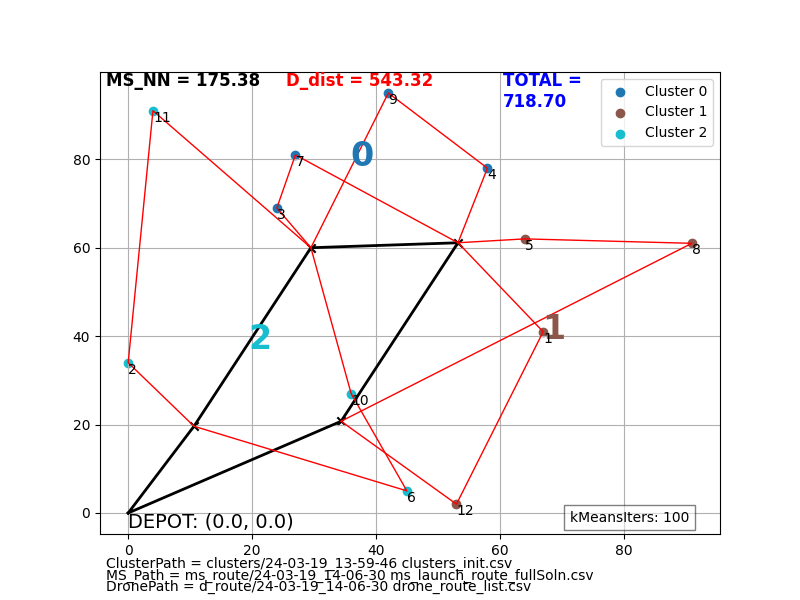 MS_NN = 175.38 D_dist = 543.32 TOTAL =
718.70
Cluster 0
Cluster 1
Cluster 2
9
11
7
0
4
3
80
60
5
8
2
1
1
40
2
10
20
6
12
0
DEPOT: (0.0, 0.0)
kMeansIters: 100
0 20 40 60 80
ClusterPath = clusters/24-03-19_13-59-46 clusters_init.csv
MS_Path = ms_route/24-03-19_14-06-30 ms_launch_route_fullSoln.csv
DronePath = d_route/24-03-19_14-06-30 drone_route_list.csv